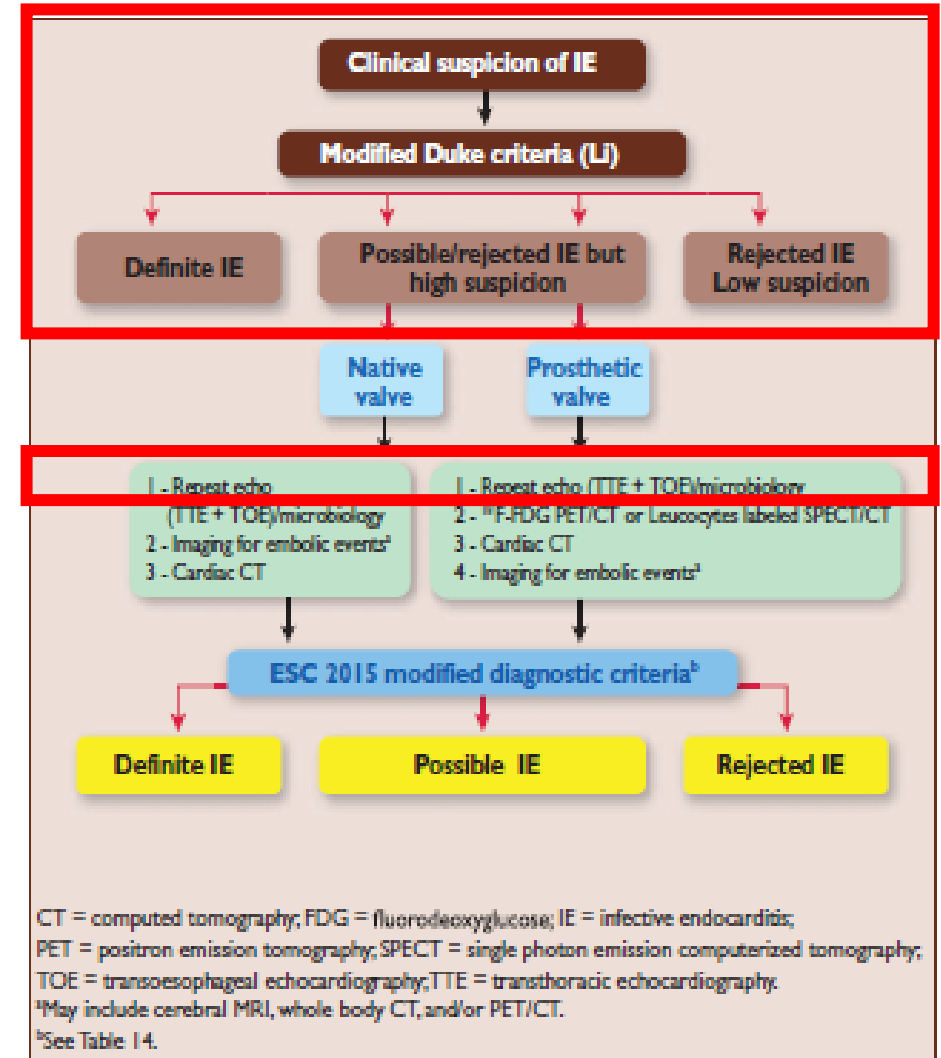 Clinical suspicion of IE
Modified Duke criteria (Li)
Definite IE
Possible/rejected IE but
high suspicion
Rejected IE
Low suspicion
Native
valve
Prosthetic
valve
1 - Repeat echo
(TTE + TOE)/microbiology
2 - Imaging for embolic eventsᵃ
3 - Cardiac CT
1 - Repeat echo (TTE + TOE)/microbiology
2 - ¹⁸F-FDG PET/CT or Leucocytes labeled SPECT/CT
3 - Cardiac CT
4 - Imaging for embolic eventsᵃ
ESC 2015 modified diagnostic criteriaᵇ
Definite IE
Possible IE
Rejected IE
CT = computed tomography; FDG = fluorodeoxyglucose; IE = infective endocarditis;
PET = positron emission tomography; SPECT = single photon emission computerized tomography;
TOE = transoesophageal echocardiography; TTE = transthoracic echocardiography.
ᵃMay include cerebral MRI, whole body CT, and/or PET/CT.
ᵇSee Table 14.